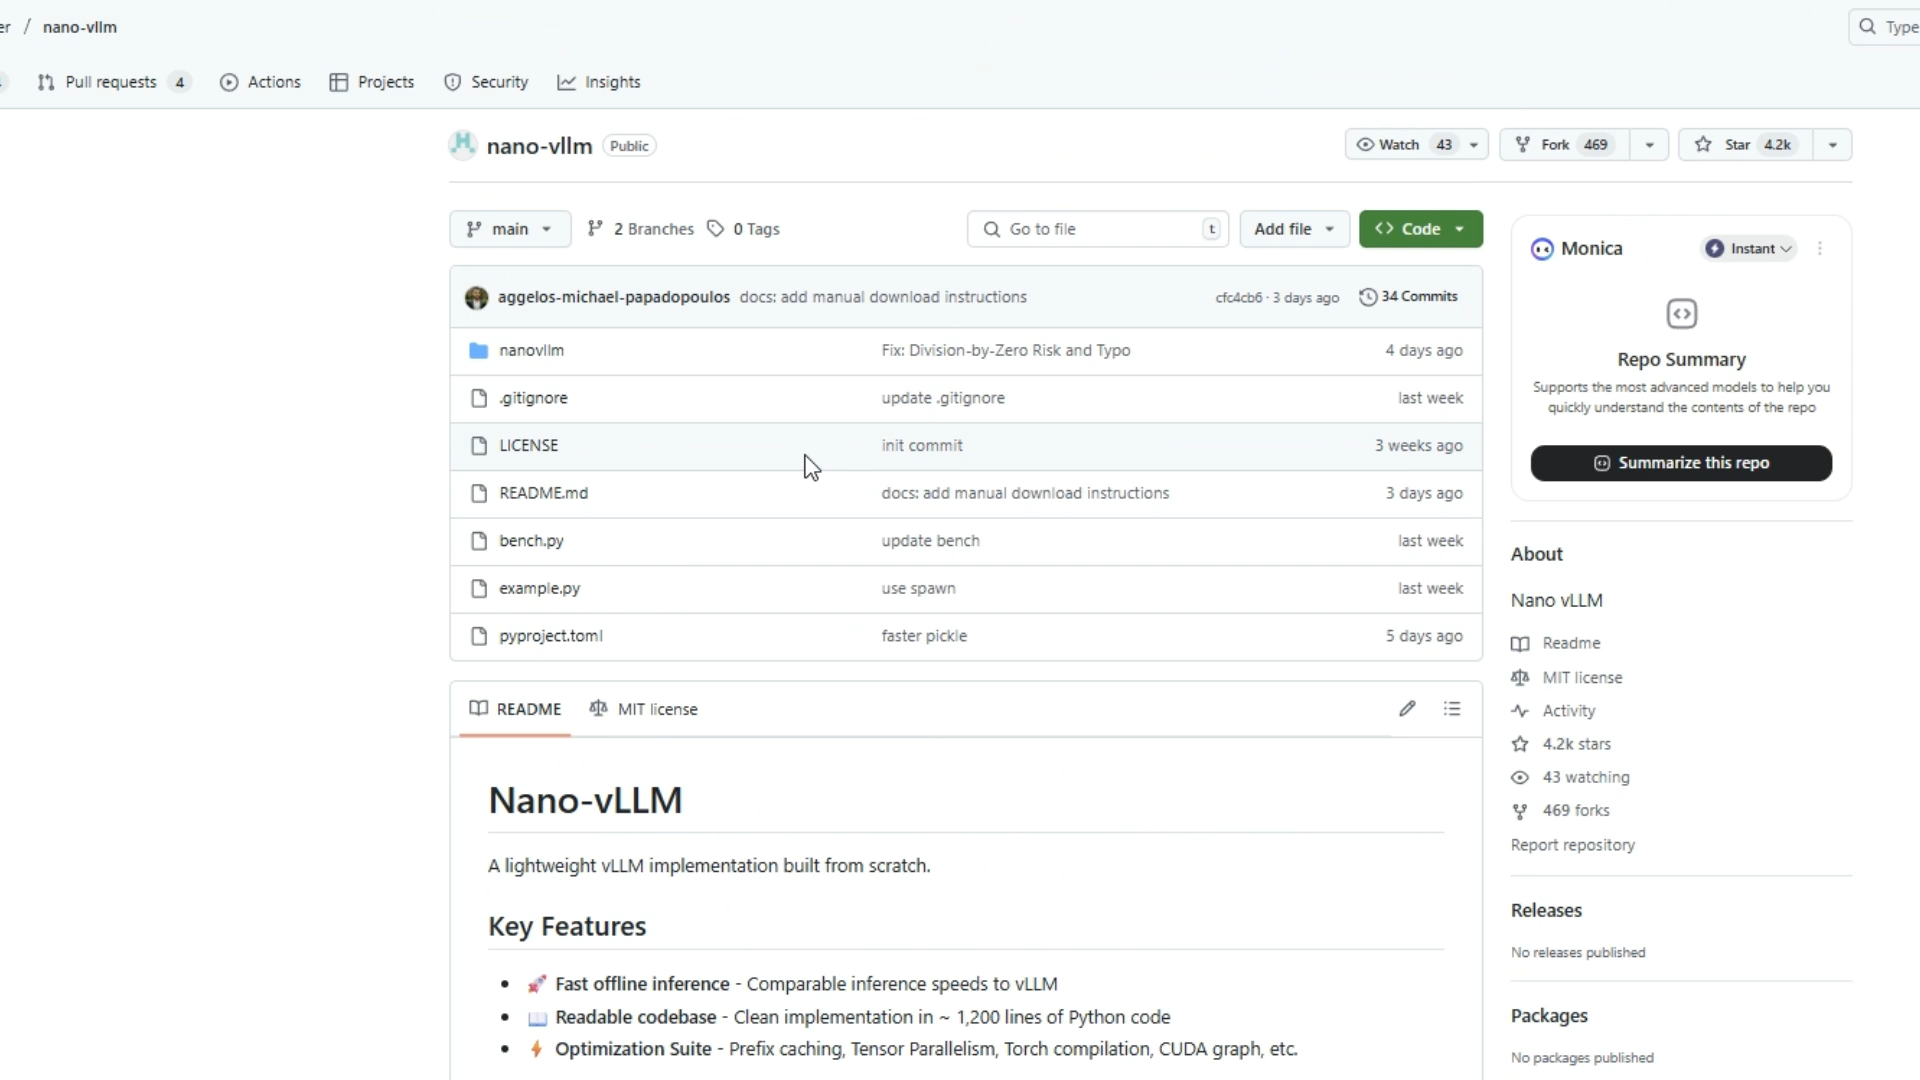 er / nano-vllm
Type
Pull requests 4 Actions Projects Security Insights
nano-vllm Public
Watch 43 Fork 469 Star 4.2k
main 2 Branches 0 Tags Go to file t Add file <> Code
Monica Instant
aggelos-michael-papadopoulos docs: add manual download instructions cfc4cb6 · 3 days ago 34 Commits
nanovllm Fix: Division-by-Zero Risk and Typo 4 days ago
.gitignore update .gitignore last week
LICENSE init commit 3 weeks ago
README.md docs: add manual download instructions 3 days ago
bench.py update bench last week
example.py use spawn last week
pyproject.toml faster pickle 5 days ago
Repo Summary
Supports the most advanced models to help you
quickly understand the contents of the repo
Summarize this repo
README MIT license
Nano-vLLM
A lightweight vLLM implementation built from scratch.
Key Features
• 🚀 Fast offline inference - Comparable inference speeds to vLLM
• 📖 Readable codebase - Clean implementation in ~ 1,200 lines of Python code
• ⚡ Optimization Suite - Prefix caching, Tensor Parallelism, Torch compilation, CUDA graph, etc.
About
Nano vLLM
Readme
MIT license
Activity
4.2k stars
43 watching
469 forks
Report repository
Releases
No releases published
Packages
No packages published